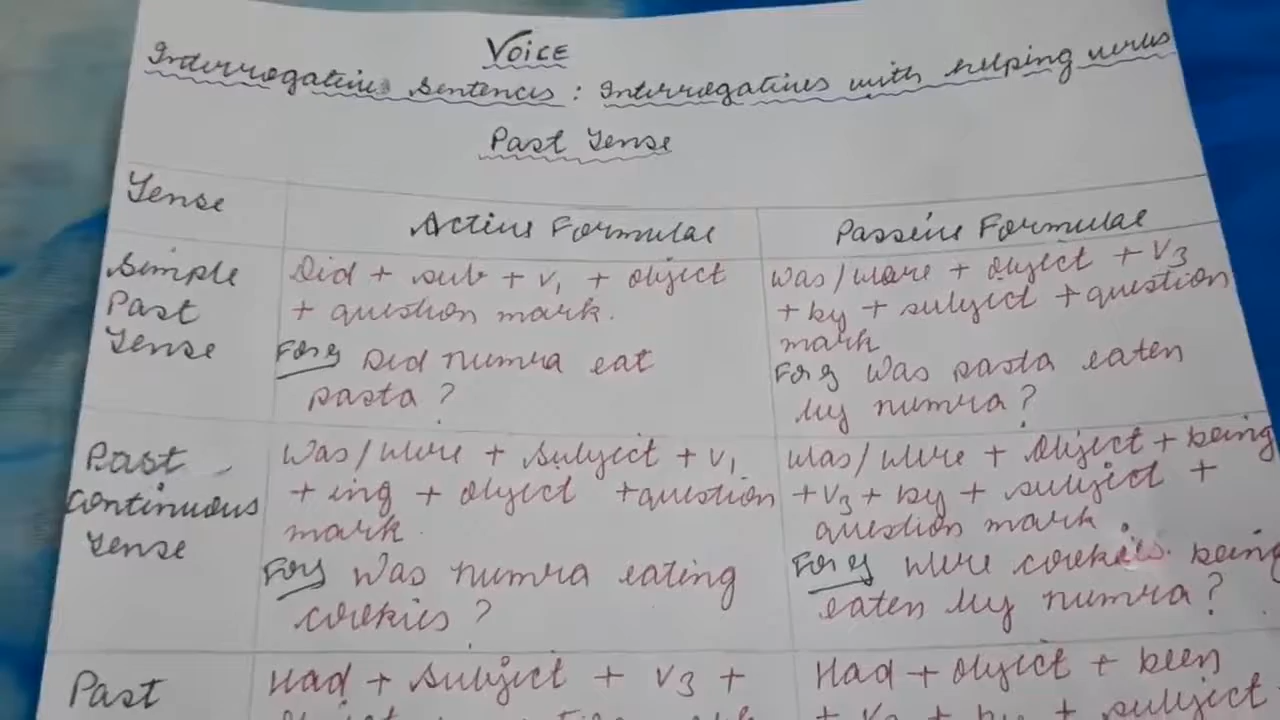 Voice
Interrogative Sentences : Interrogatives with helping verbs
Past Tense
Tense
Active Formulae
Passive Formulae
Simple
Past
Tense
Did + sub + V1 + object
+ question mark.
For eg Did numra eat
pasta ?
Was/were + object + V3
+ by + subject + question
mark
For eg Was pasta eaten
by numra ?
Past
Continuous
Tense
Was/were + Subject + V1
+ ing + object + question
mark.
For eg Was numra eating
cookies ?
Was/were + Object + being
+ V3 + by + subject +
question mark.
For eg Were cookies being
eaten by numra ?
Past
Had + Subject + V3 +
Had + object + been
+ V3 + by + subject